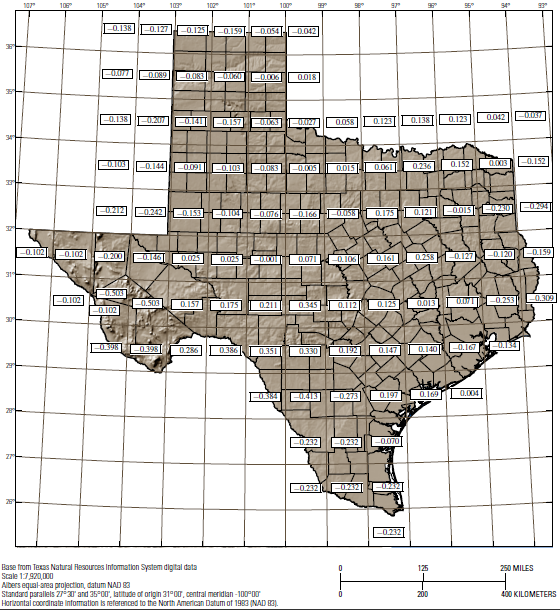 107° 106° 105° 104° 103° 102° 101° 100° 99° 98° 97° 96° 95° 94° 93°
−0.138 −0.127 −0.125 −0.159 −0.054 −0.042
36°
−0.077 −0.089 −0.083 −0.060 −0.006 0.018
35°
−0.138 −0.207 −0.141 −0.157 −0.063 −0.027 0.058 0.123 0.138 0.123 0.042 −0.037
34°
−0.103 −0.144 −0.091 −0.103 −0.083 −0.005 0.015 0.061 0.236 0.152 0.003 −0.152
33°
−0.212 −0.242 −0.153 −0.104 −0.076 −0.166 −0.058 0.175 0.121 −0.015 −0.230 −0.294
32°
−0.102 −0.102 −0.200 −0.146 0.025 0.025 −0.001 0.071 −0.106 0.161 0.258 −0.127 −0.120 −0.159
31°
−0.102 −0.503 −0.503 0.157 0.175 0.211 0.345 0.112 0.125 0.013 0.071 −0.253 −0.309
−0.102
30°
−0.398 −0.398 0.286 0.386 0.351 0.330 0.192 0.147 0.140 −0.167 −0.134
29°
−0.384 −0.413 −0.273 0.197 0.169 0.004
28°
−0.232 −0.232 −0.070
27°
−0.232 −0.232 −0.232
26°
−0.232
Base from Texas Natural Resources Information System digital data
Scale 1:7,920,000
Albers equal-area projection, datum NAD 83
Standard parallels 27°30' and 35°00', latitude of origin 31°00', central meridian -100°00'
Horizontal coordinate information is referenced to the North American Datum of 1983 (NAD 83).
0 125 250 MILES
0 200 400 KILOMETERS